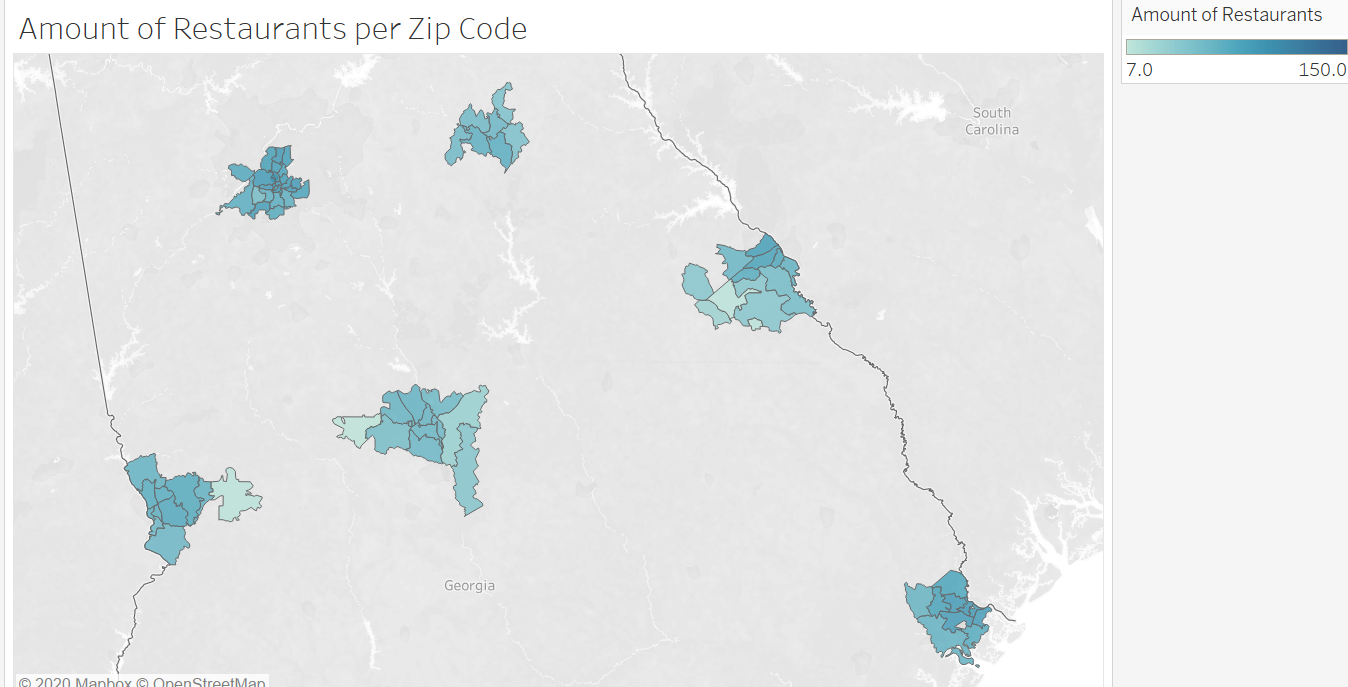 Amount of Restaurants per Zip Code
Amount of Restaurants
7.0 150.0
South
Carolina
Georgia
© 2020 Mapbox © OpenStreetMap